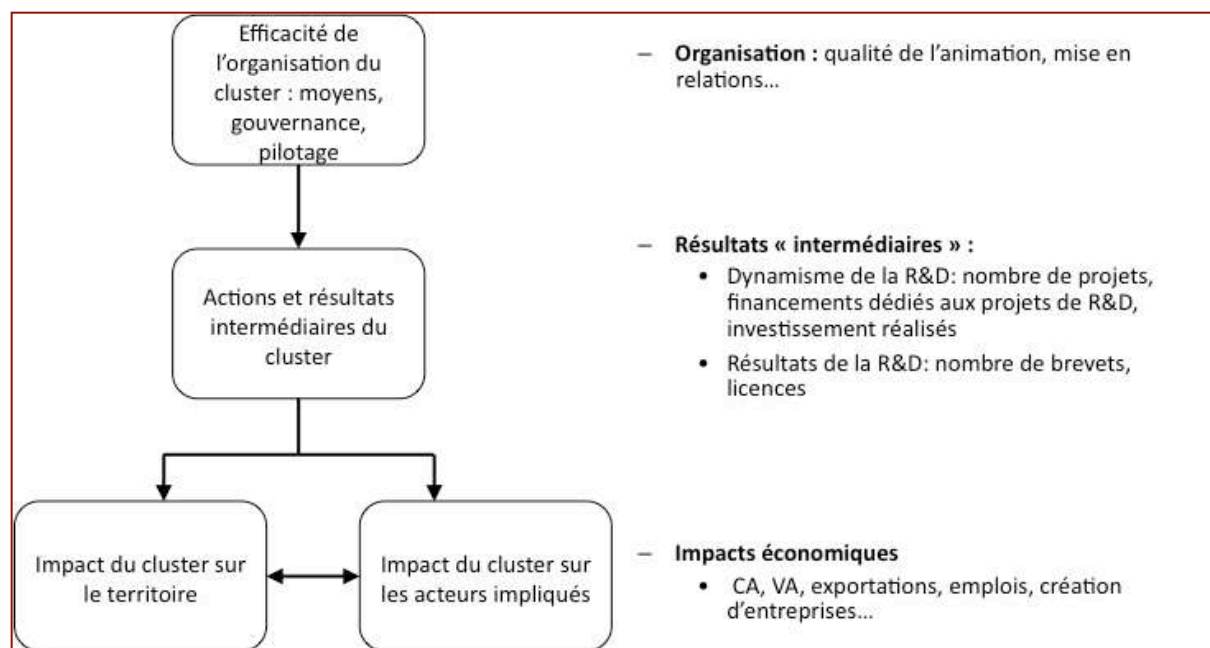 Efficacité de
l'organisation du
cluster : moyens,
gouvernance,
pilotage
– Organisation : qualité de l'animation, mise en
relations...
Actions et résultats
intermédiaires du
cluster
– Résultats « intermédiaires » :
• Dynamisme de la R&D: nombre de projets,
financements dédiés aux projets de R&D,
investissement réalisés
• Résultats de la R&D: nombre de brevets,
licences
Impact du cluster sur
le territoire
Impact du cluster sur
les acteurs impliqués
– Impacts économiques
• CA, VA, exportations, emplois, création
d'entreprises...